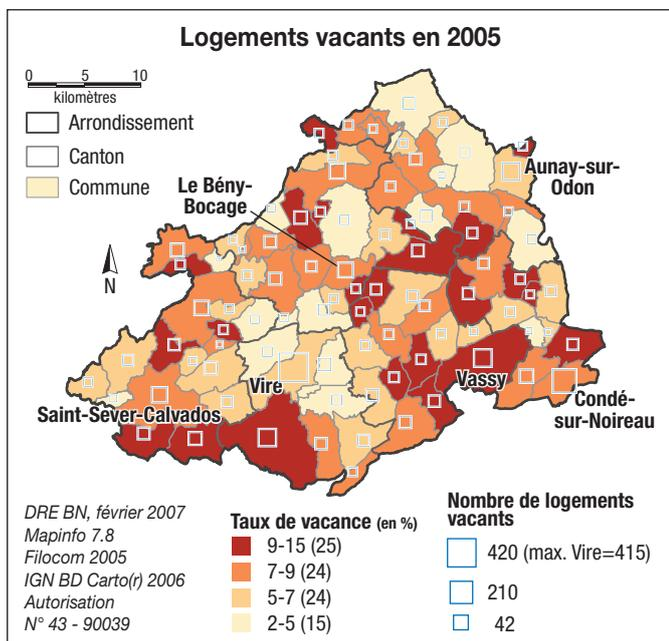 Logements vacants en 2005
0 5 10
kilomètres
Arrondissement
Canton
Commune
Le Bény-
Bocage
Aunay-sur-
Odon
N
Vire
Vassy
Saint-Sever-Calvados
Condé-
sur-Noireau
DRE BN, février 2007
Mapinfo 7.8
Filocom 2005
IGN BD Carto(r) 2006
Autorisation
N° 43 - 90039
Taux de vacance (en %)
9-15 (25)
7-9 (24)
5-7 (24)
2-5 (15)
Nombre de logements
vacants
420 (max. Vire=415)
210
42